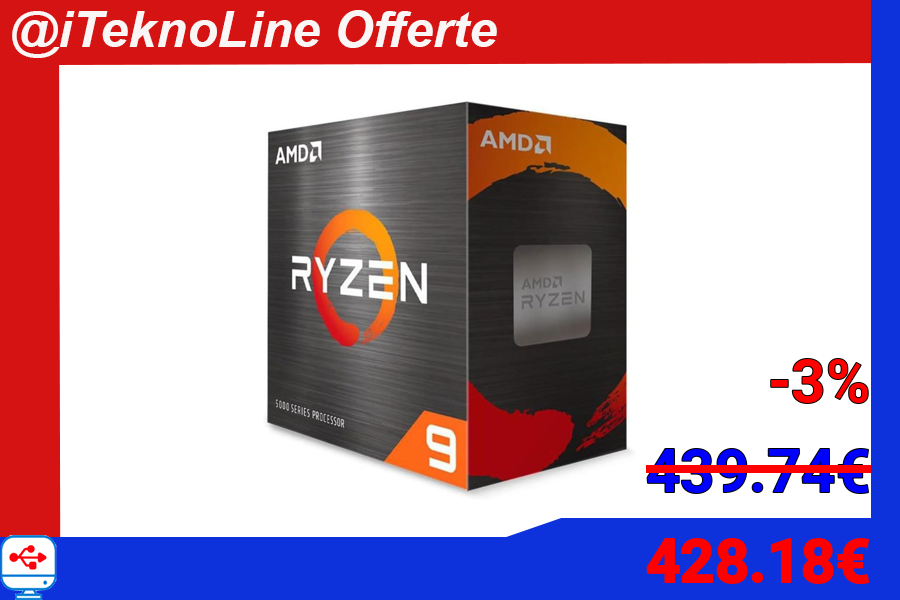 @iTeknoLine Offerte
AMD
AMD
RYZEN
AMD
RYZEN
5000 SERIES PROCESSOR
9
-3%
439.74€
428.18€